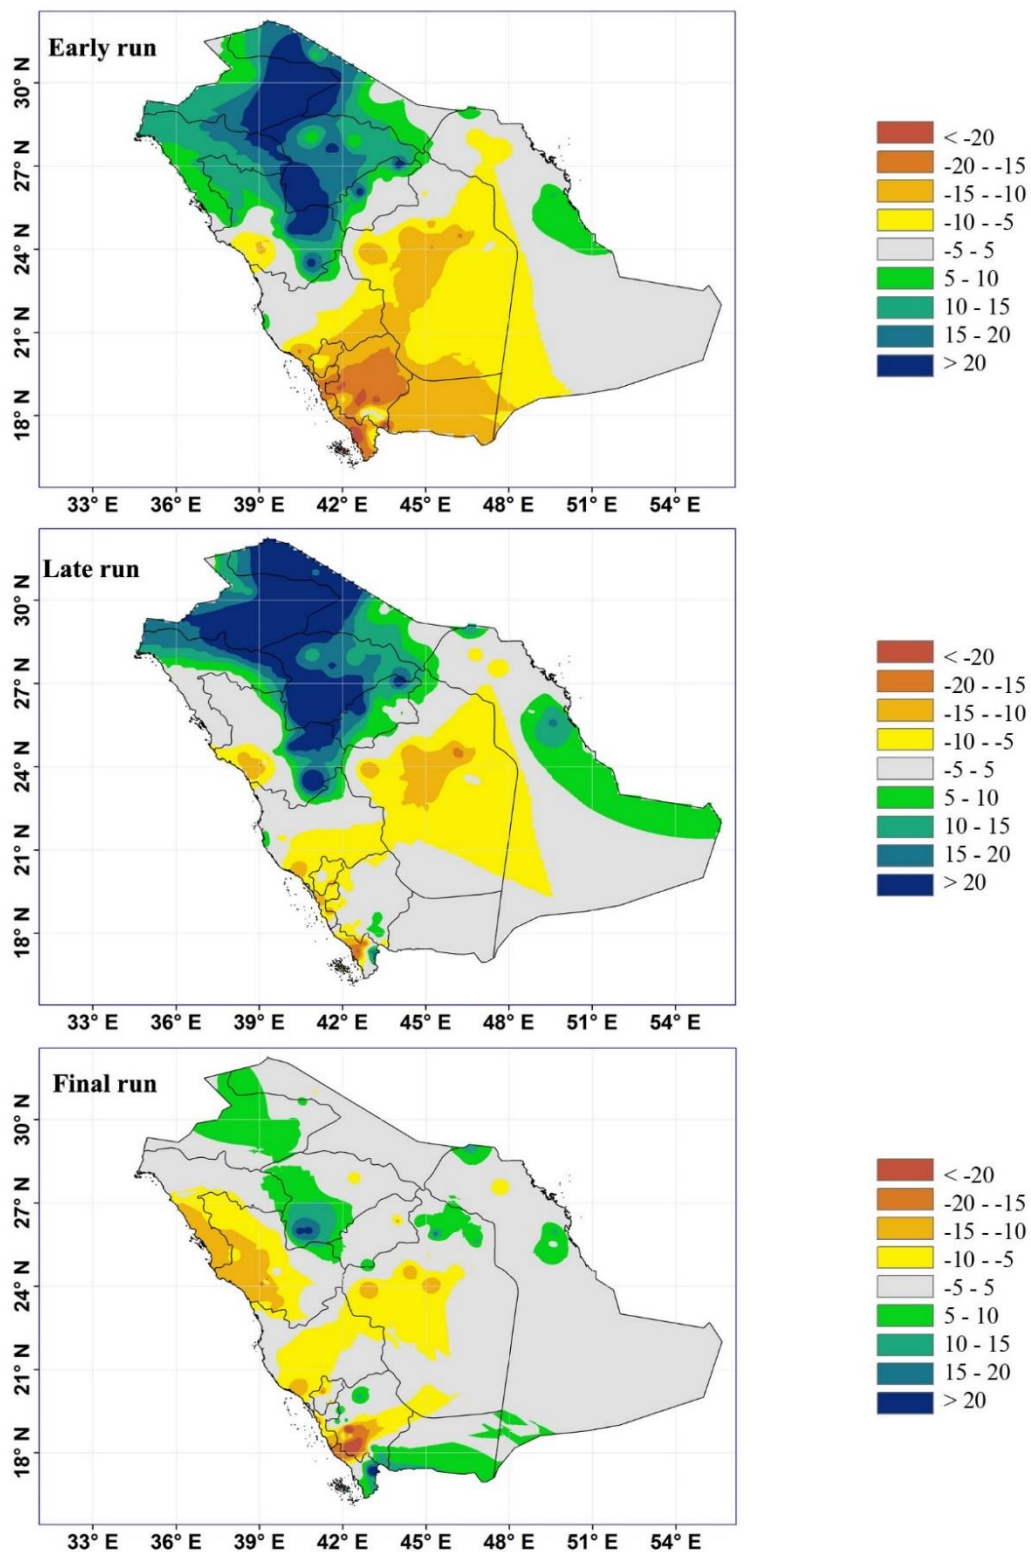 Early run
30° N
27° N
24° N
21° N
18° N
33° E 36° E 39° E 42° E 45° E 48° E 51° E 54° E
< -20
-20 - -15
-15 - -10
-10 - -5
-5 - 5
5 - 10
10 - 15
15 - 20
> 20
Late run
30° N
27° N
24° N
21° N
18° N
33° E 36° E 39° E 42° E 45° E 48° E 51° E 54° E
< -20
-20 - -15
-15 - -10
-10 - -5
-5 - 5
5 - 10
10 - 15
15 - 20
> 20
Final run
30° N
27° N
24° N
21° N
18° N
33° E 36° E 39° E 42° E 45° E 48° E 51° E 54° E
< -20
-20 - -15
-15 - -10
-10 - -5
-5 - 5
5 - 10
10 - 15
15 - 20
> 20